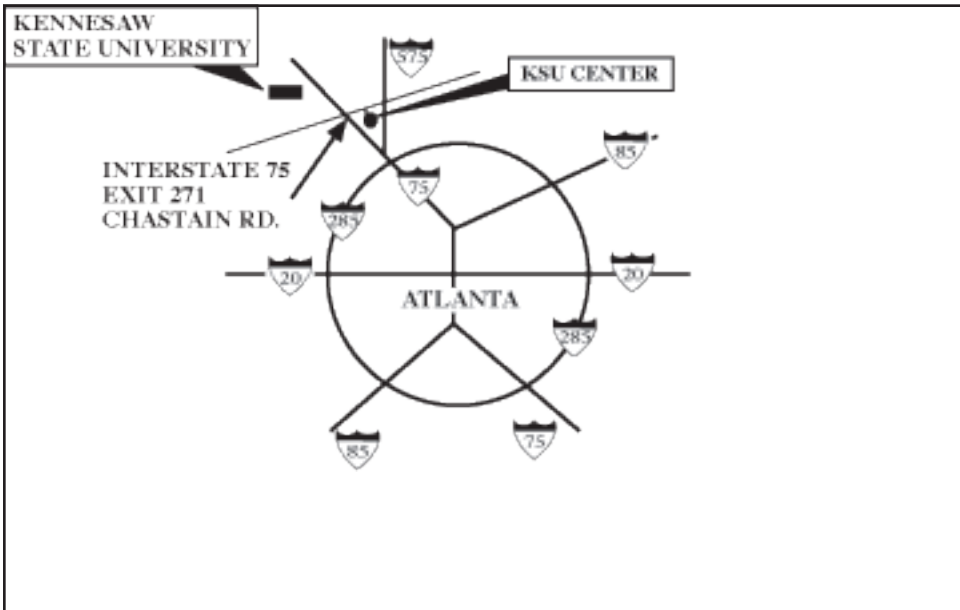 KENNESAW
STATE UNIVERSITY
575
KSU CENTER
85
INTERSTATE 75
EXIT 271
CHASTAIN RD.
75
285
20
20
ATLANTA
285
85
75